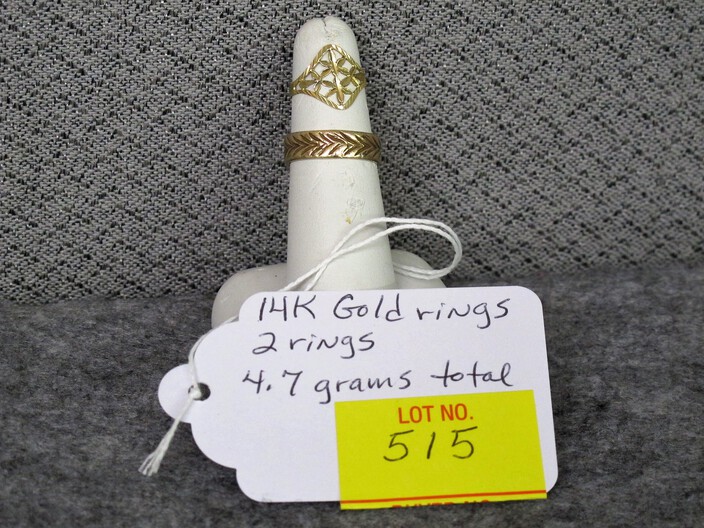 14K Gold rings
2 rings
4.7 grams total
LOT NO.
515